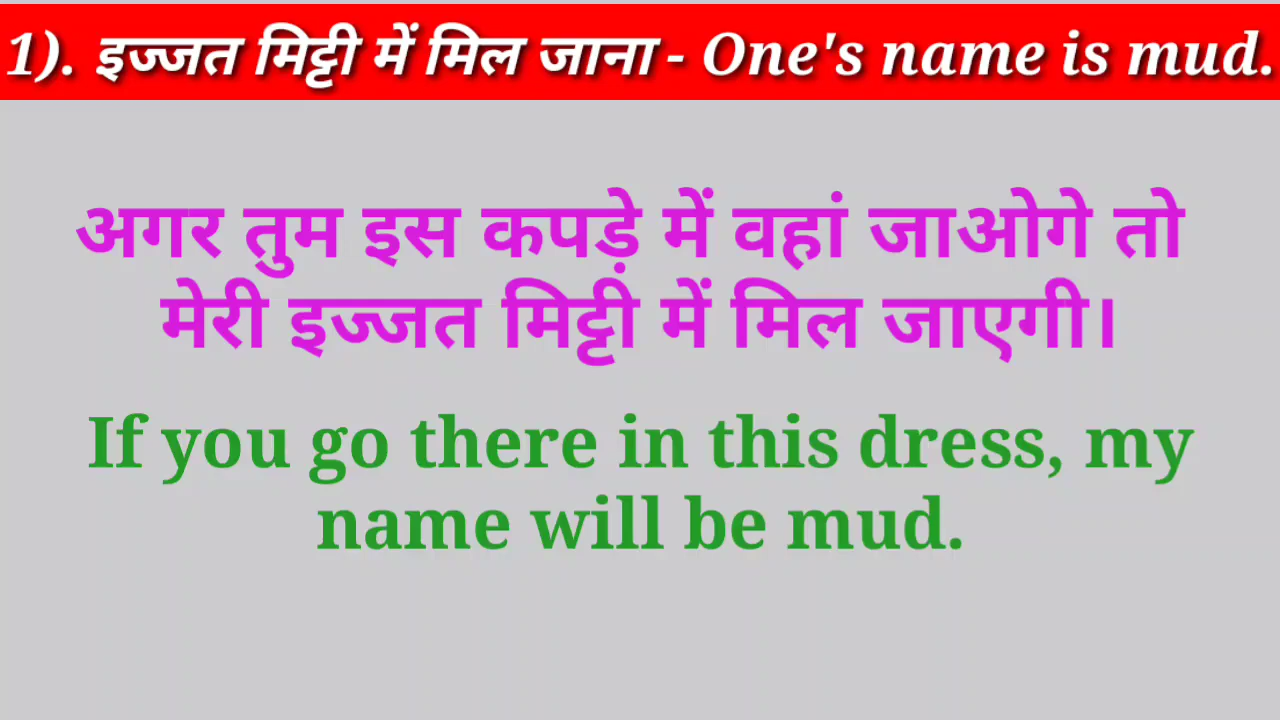 1). इज्जत मिट्टी में मिल जाना - One's name is mud.
अगर तुम इस कपड़े में वहां जाओगे तो
मेरी इज्जत मिट्टी में मिल जाएगी।
If you go there in this dress, my
name will be mud.